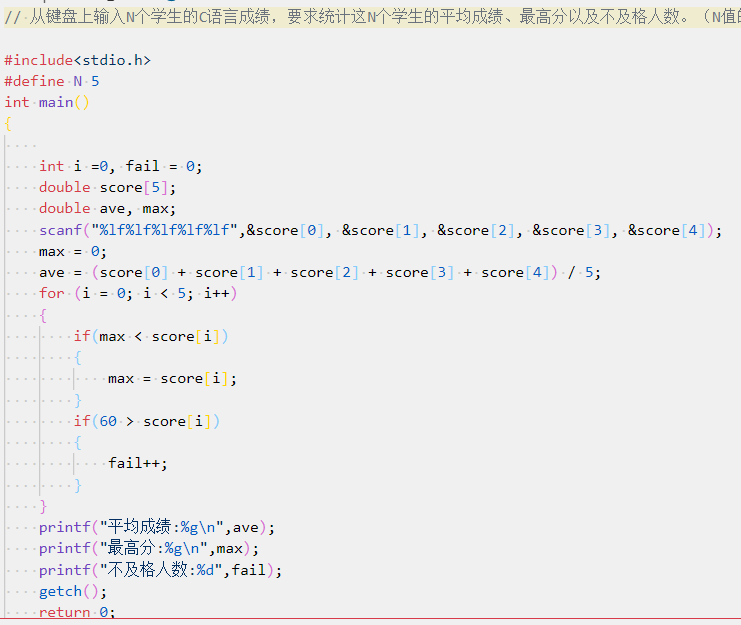 // 从键盘上输入N个学生的C语言成绩，要求统计这N个学生的平均成绩、最高分以及不及格人数。（N值
#include<stdio.h>
#define N 5
int main()
{
int i =0, fail = 0;
double score[5];
double ave, max;
scanf("%lf%lf%lf%lf%lf",&score[0], &score[1], &score[2], &score[3], &score[4]);
max = 0;
ave = (score[0] + score[1] + score[2] + score[3] + score[4]) / 5;
for (i = 0; i < 5; i++)
{
if(max < score[i])
{
max = score[i];
}
if(60 > score[i])
{
fail++;
}
}
printf("平均成绩:%g\n",ave);
printf("最高分:%g\n",max);
printf("不及格人数:%d",fail);
getch();
return 0;